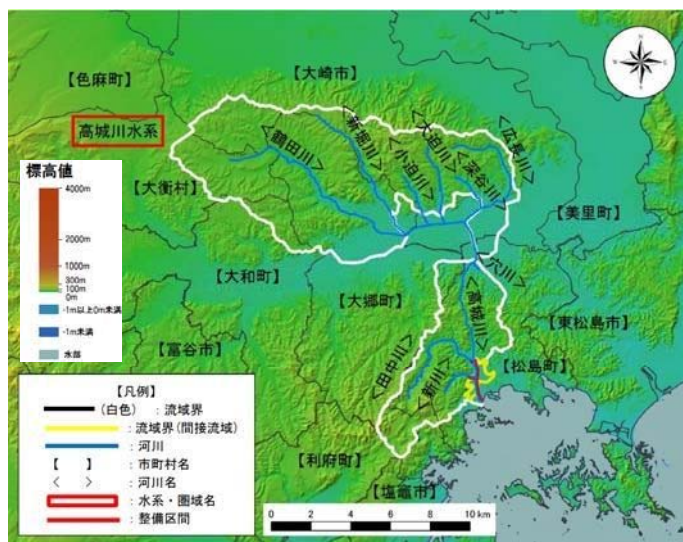 【色麻町】
【大崎市】
高城川水系
<鶴田川>
<新堀川>
<小迫川>
<大迫川>
<深谷川>
<広長川>
標高値
4000m
2000m
1000m
300m
100m
0m
-1m以上0m未満
-1m未満
水部
【大衡村】
【美里町】
【大和町】
<穴川>
【大郷町】
<高城川>
【東松島市】
【富谷市】
<田中川>
<新川>
【松島町】
【利府町】
【塩竈市】
【凡例】
(白色) : 流域界
: 流域界(間接流域)
: 河川
【 】 : 市町村名
< > : 河川名
: 水系・圏域名
: 整備区間
0 2 4 6 8 10 km
N
E
S
W